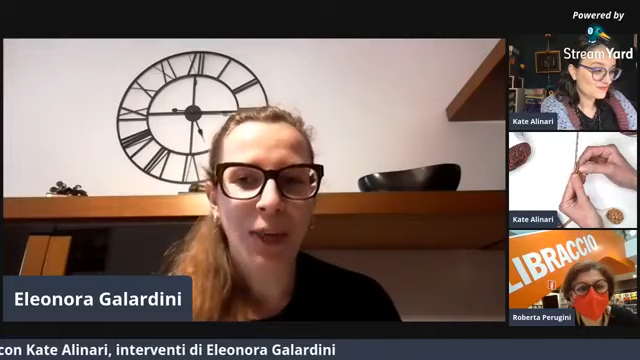 Powered by
StreamYard
Kate Alinari
Kate Alinari
LIBRACCIO
Roberta Perugini
Eleonora Galardini
con Kate Alinari, interventi di Eleonora Galardini